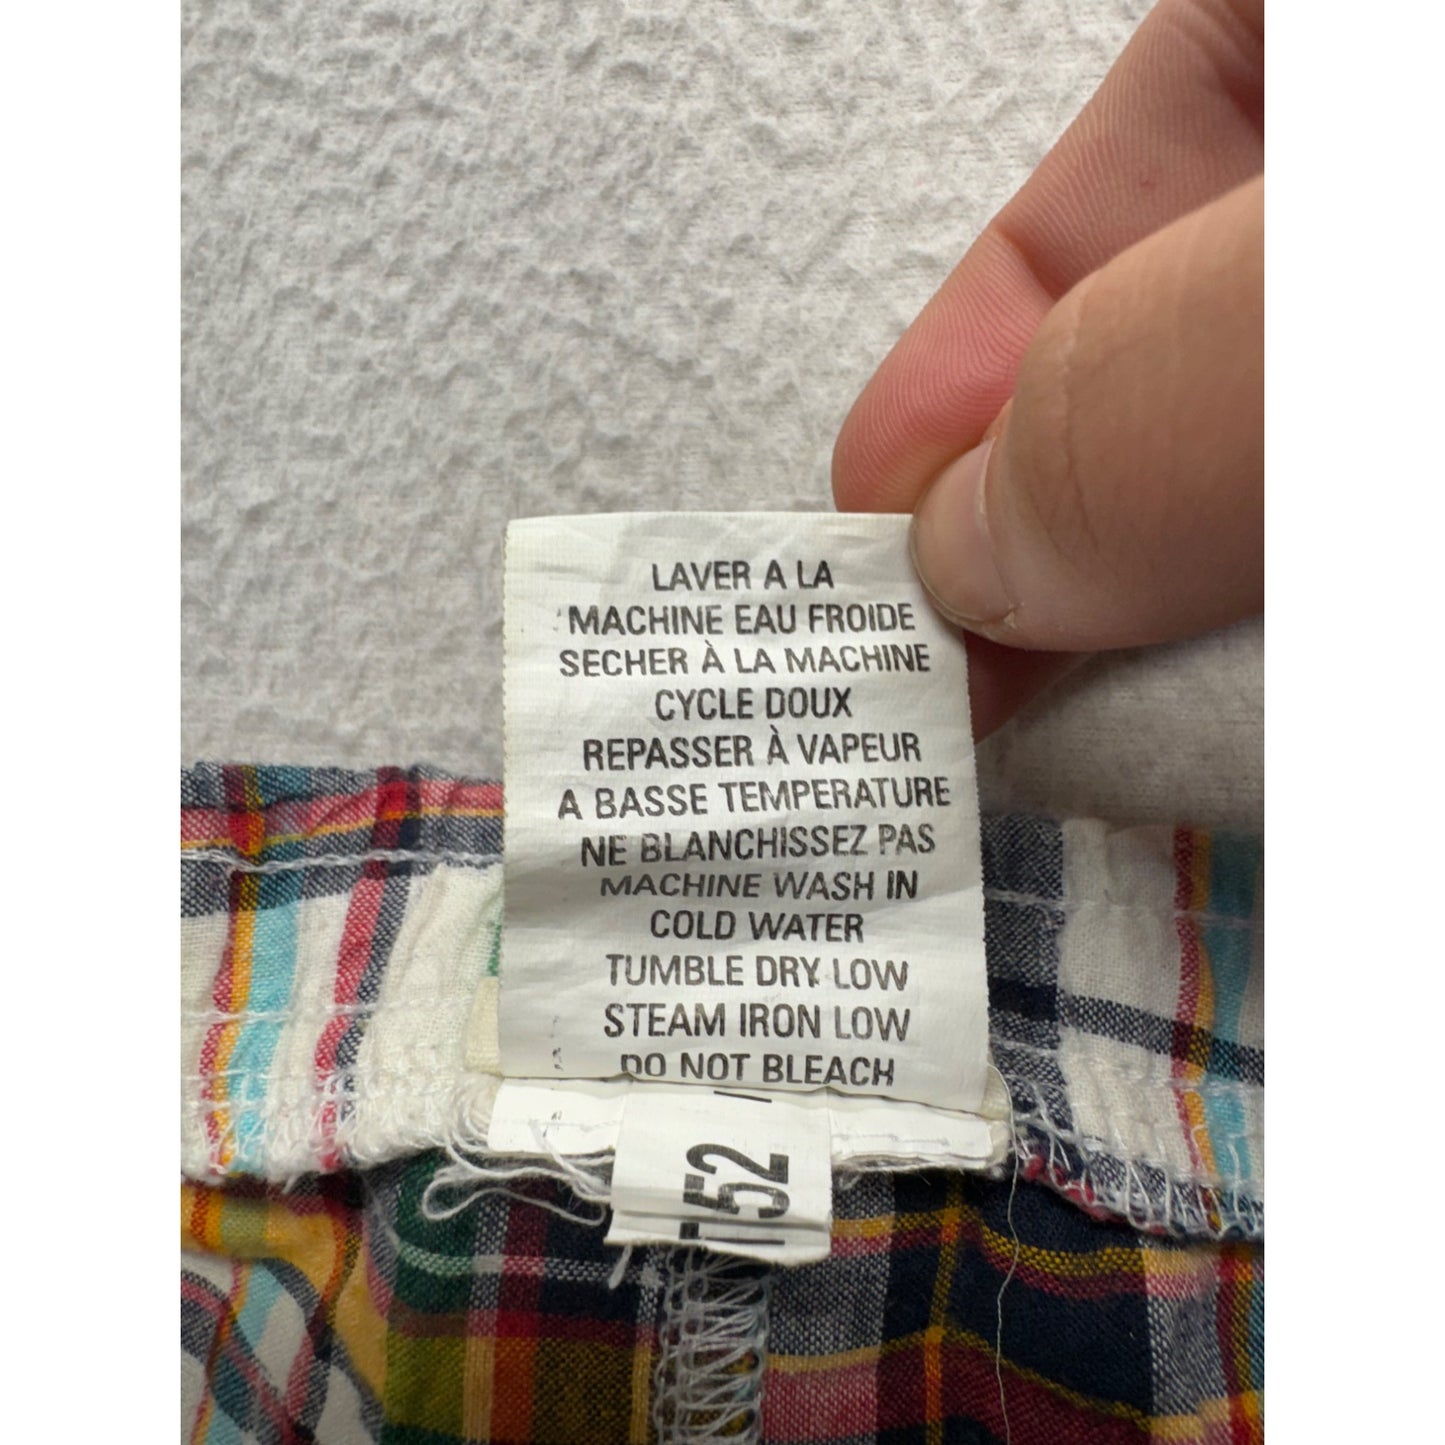 LAVER A LA
MACHINE EAU FROIDE
SECHER À LA MACHINE
CYCLE DOUX
REPASSER À VAPEUR
A BASSE TEMPERATURE
NE BLANCHISSEZ PAS
MACHINE WASH IN
COLD WATER
TUMBLE DRY LOW
STEAM IRON LOW
DO NOT BLEACH
52